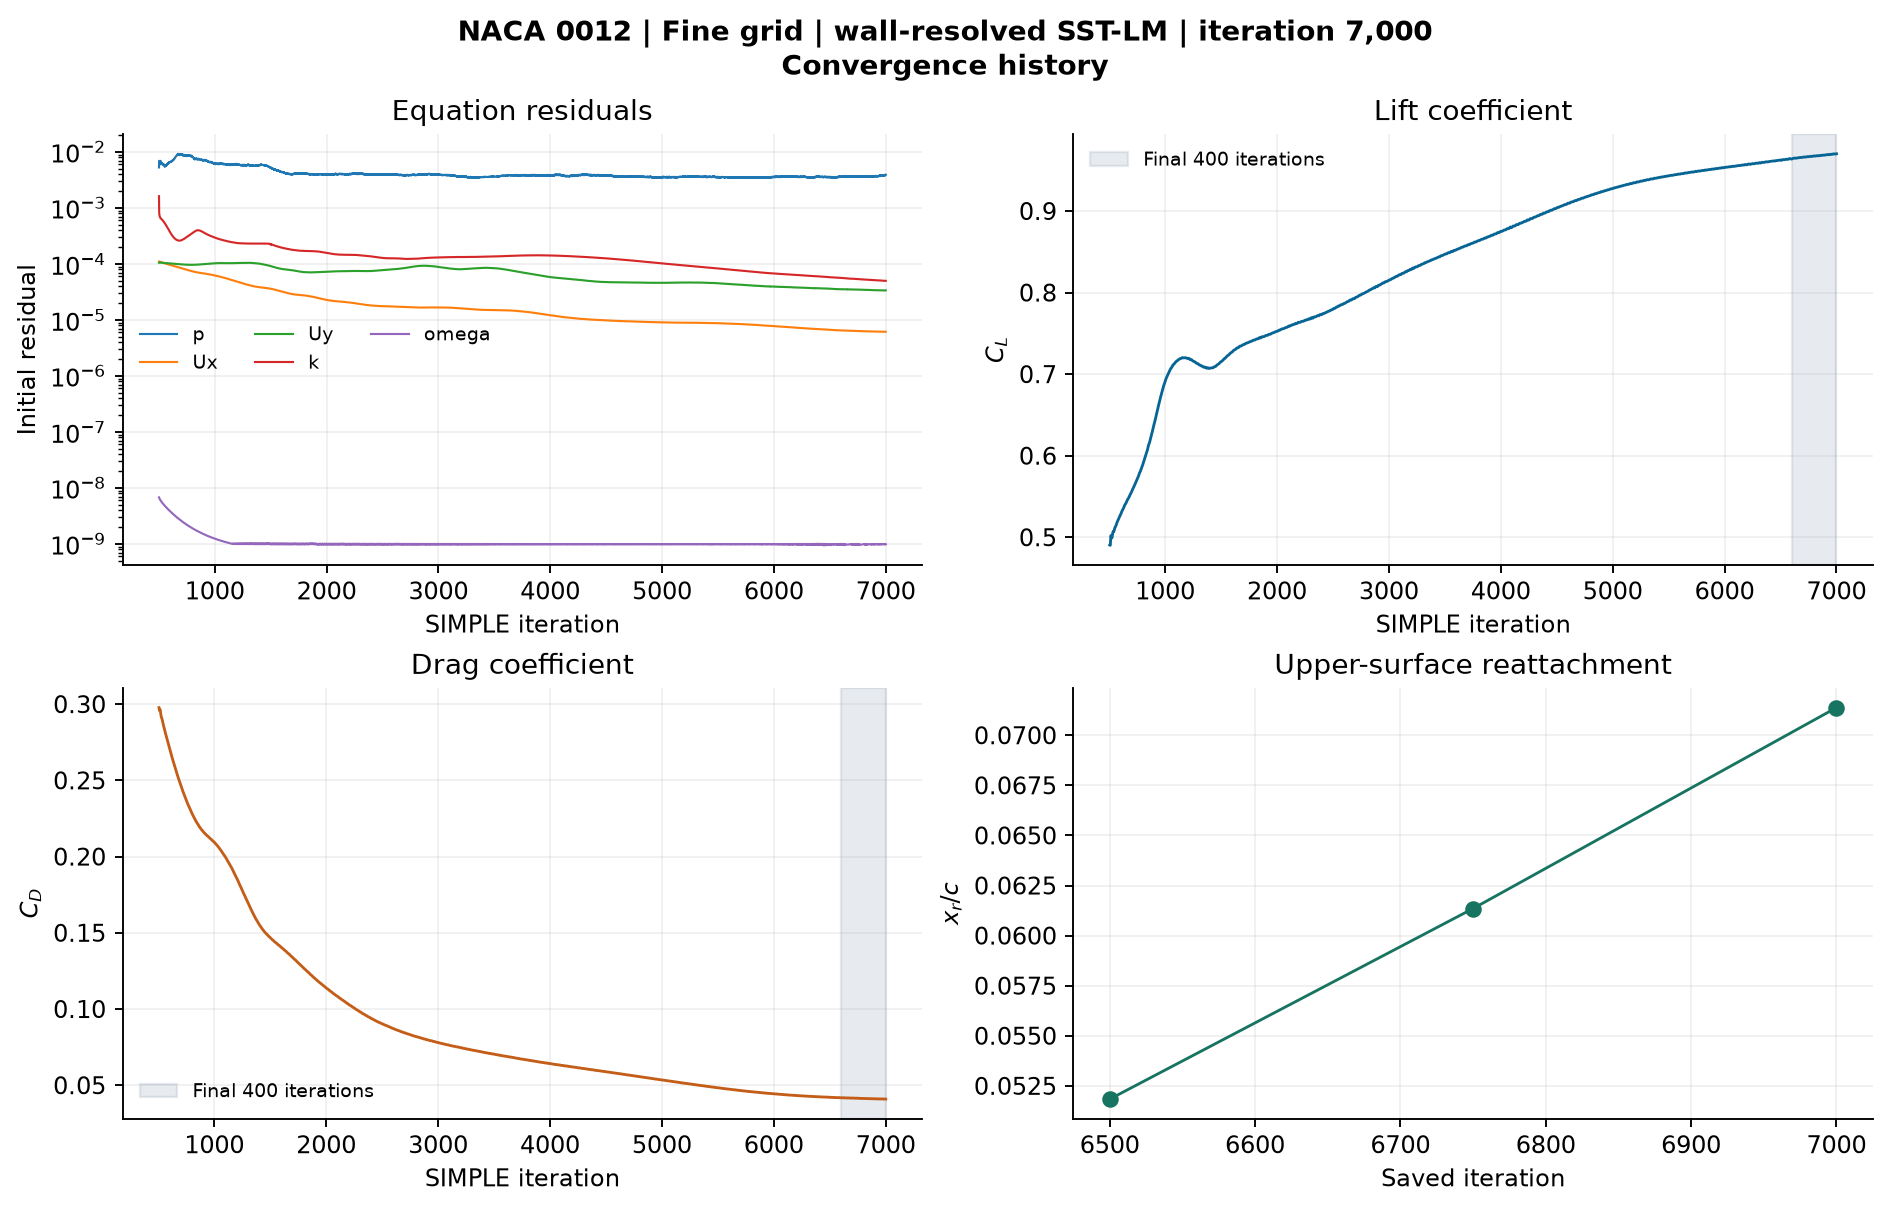 NACA 0012 | Fine grid | wall-resolved SST-LM | iteration 7,000
Convergence history
Equation residuals
10⁻²
10⁻³
10⁻⁴
10⁻⁵
10⁻⁶
10⁻⁷
10⁻⁸
10⁻⁹
Initial residual
p
Uy
omega
Ux
k
1000 2000 3000 4000 5000 6000 7000
SIMPLE iteration
Lift coefficient
Final 400 iterations
0.9
0.8
0.7
0.6
0.5
C_L
1000 2000 3000 4000 5000 6000 7000
SIMPLE iteration
Drag coefficient
0.30
0.25
0.20
0.15
0.10
0.05
C_D
Final 400 iterations
1000 2000 3000 4000 5000 6000 7000
SIMPLE iteration
Upper-surface reattachment
0.0700
0.0675
0.0650
0.0625
0.0600
0.0575
0.0550
0.0525
x_r/c
6500 6600 6700 6800 6900 7000
Saved iteration